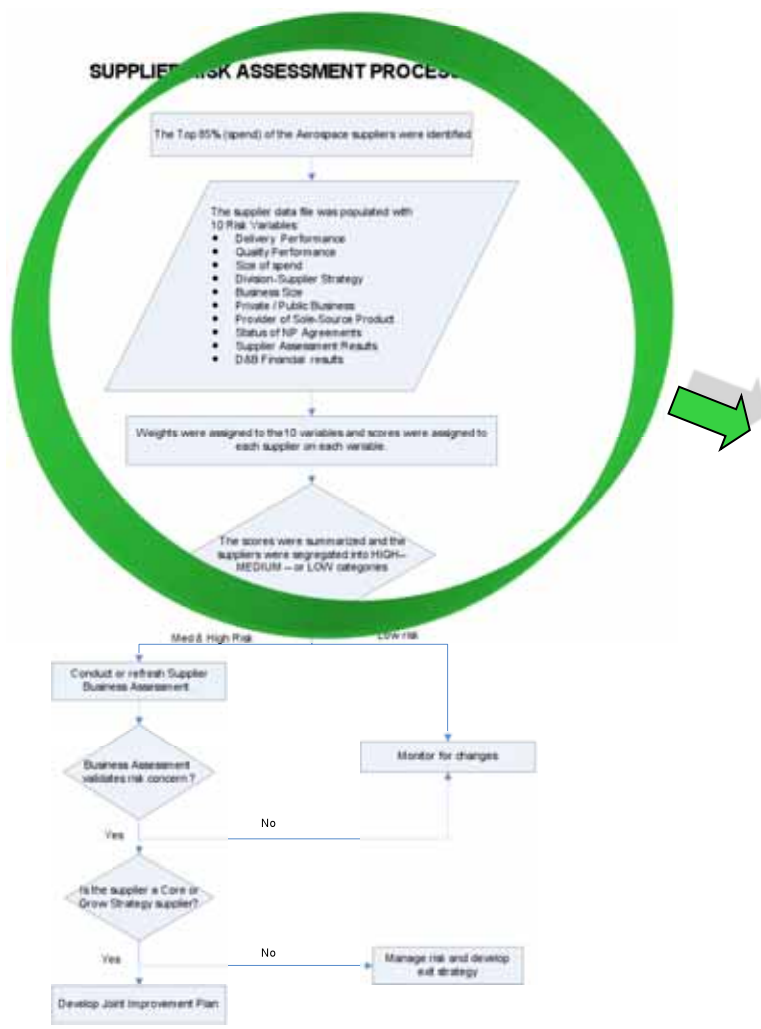 SUPPLIER RISK ASSESSMENT PROCESS
The Top 85% (spend) of the Aerospace suppliers were identified
The supplier data file was populated with
10 Risk Variables:
• Delivery Performance
• Quality Performance
• Size of spend
• Division-Supplier Strategy
• Business Size
• Private / Public Business
• Provider of Sole-Source Product
• Status of NP Agreements
• Supplier Assessment Results
• D&B Financial results
Weights were assigned to the 10 variables and scores were assigned to
each supplier on each variable.
The scores were summarized and the
suppliers were segregated into HIGH--
MEDIUM -- or LOW categories
Med & High Risk
Low risk
Conduct or refresh Supplier
Business Assessment
Business Assessment
validates risk concern ?
Monitor for changes
Yes
No
Is the supplier a Core or
Grow Strategy supplier?
Yes
No
Manage risk and develop
exit strategy
Develop Joint Improvement Plan